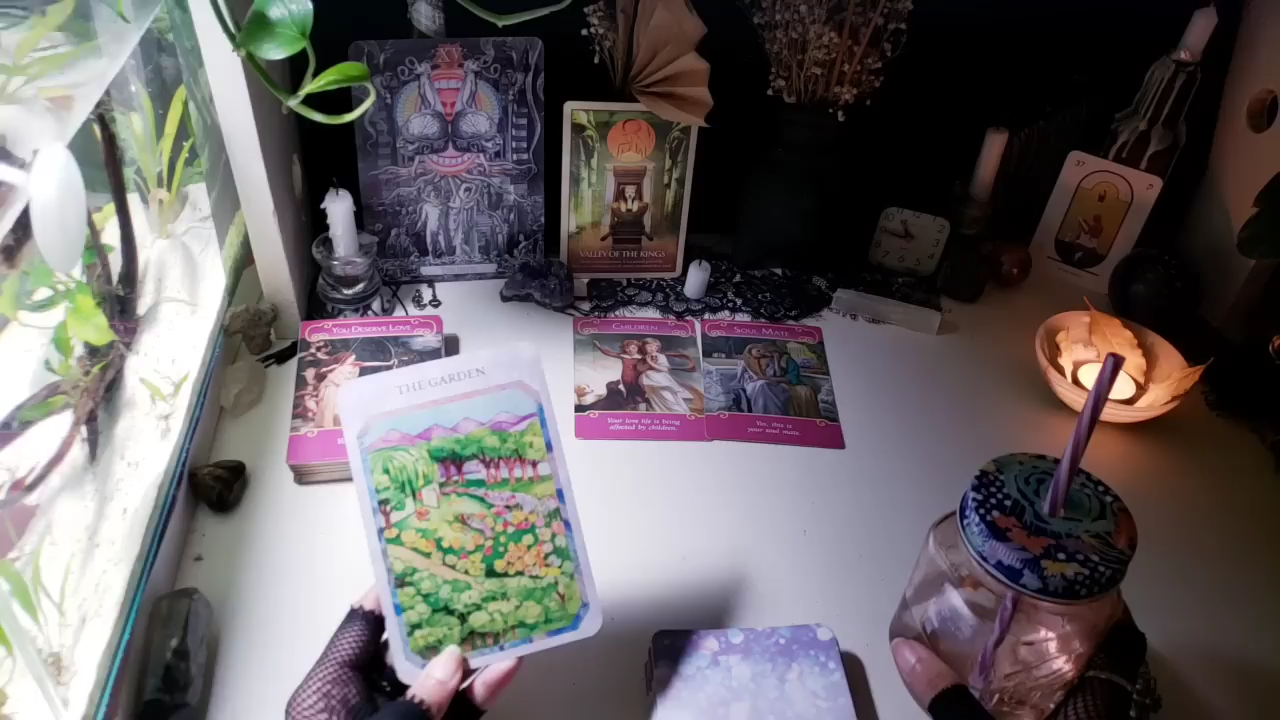 XV
VALLEY OF THE KINGS
37
YOU DESERVE LOVE
CHILDREN
SOUL MATE
THE GARDEN
Your love life is being
affected by children.
Yes, this is
your soul mate.